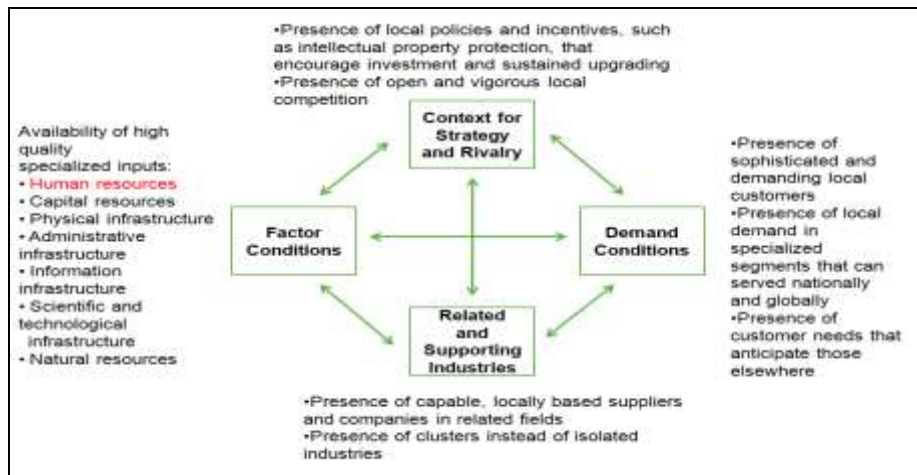 •Presence of local policies and incentives, such
as intellectual property protection, that
encourage investment and sustained upgrading
•Presence of open and vigorous local
competition
Context for
Strategy
and Rivalry
Availability of high
quality
specialized inputs:
• Human resources
• Capital resources
• Physical infrastructure
• Administrative
infrastructure
• Information
infrastructure
• Scientific and
technological
infrastructure
• Natural resources
Factor
Conditions
Demand
Conditions
•Presence of
sophisticated and
demanding local
customers
•Presence of local
demand in
specialized
segments that can
served nationally
and globally
•Presence of
customer needs that
anticipate those
elsewhere
Related
and
Supporting
Industries
•Presence of capable, locally based suppliers
and companies in related fields
•Presence of clusters instead of isolated
industries